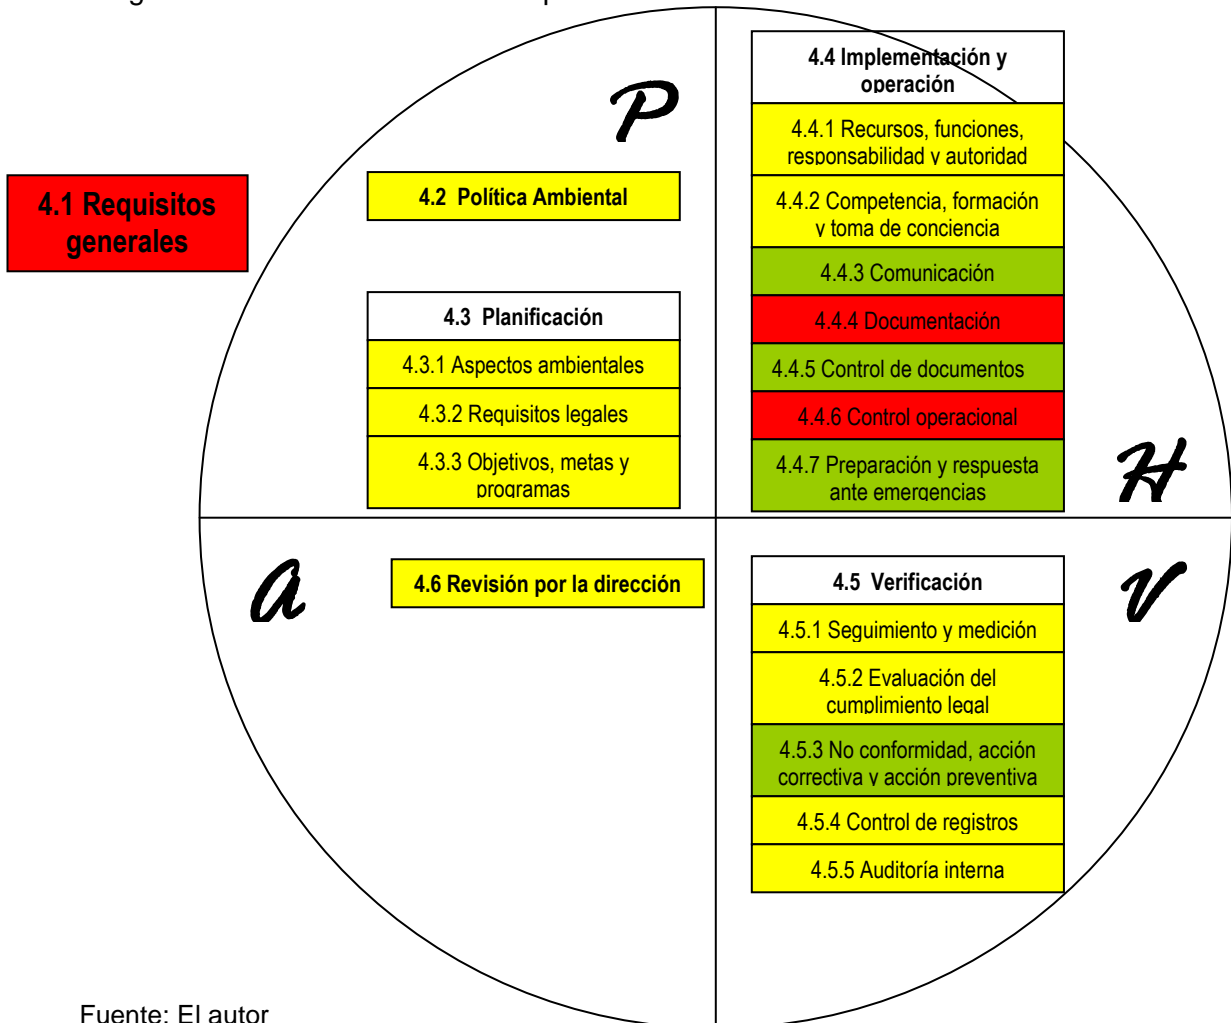 P
4.1 Requisitos
generales
4.2 Política Ambiental
4.3 Planificación
4.3.1 Aspectos ambientales
4.3.2 Requisitos legales
4.3.3 Objetivos, metas y
programas
4.4 Implementación y
operación
4.4.1 Recursos, funciones,
responsabilidad y autoridad
4.4.2 Competencia, formación
y toma de conciencia
4.4.3 Comunicación
4.4.4 Documentación
4.4.5 Control de documentos
4.4.6 Control operacional
4.4.7 Preparación y respuesta
ante emergencias
H
A
4.6 Revisión por la dirección
4.5 Verificación
4.5.1 Seguimiento y medición
4.5.2 Evaluación del
cumplimiento legal
4.5.3 No conformidad, acción
correctiva y acción preventiva
4.5.4 Control de registros
4.5.5 Auditoría interna
V
Fuente: El autor